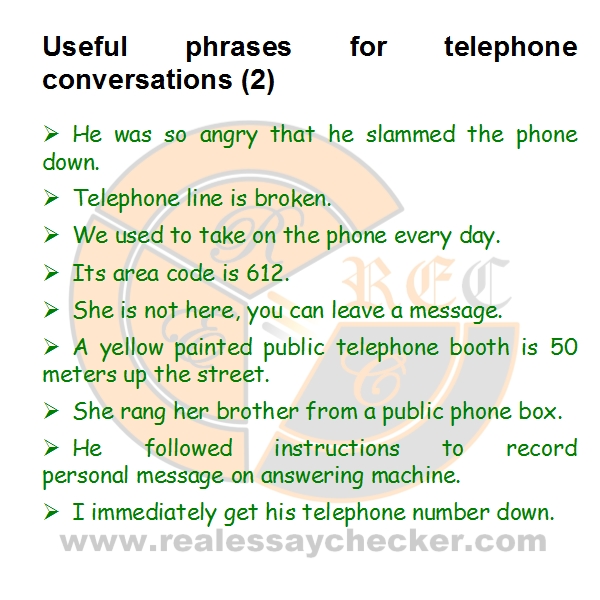 Useful phrases for telephone
conversations (2)
➢ He was so angry that he slammed the phone
down.
➢ Telephone line is broken.
➢ We used to take on the phone every day.
➢ Its area code is 612.
➢ She is not here, you can leave a message.
➢ A yellow painted public telephone booth is 50
meters up the street.
➢ She rang her brother from a public phone box.
➢ He followed instructions to record
personal message on answering machine.
➢ I immediately get his telephone number down.
www.realessaychecker.com
R
E
C
REC